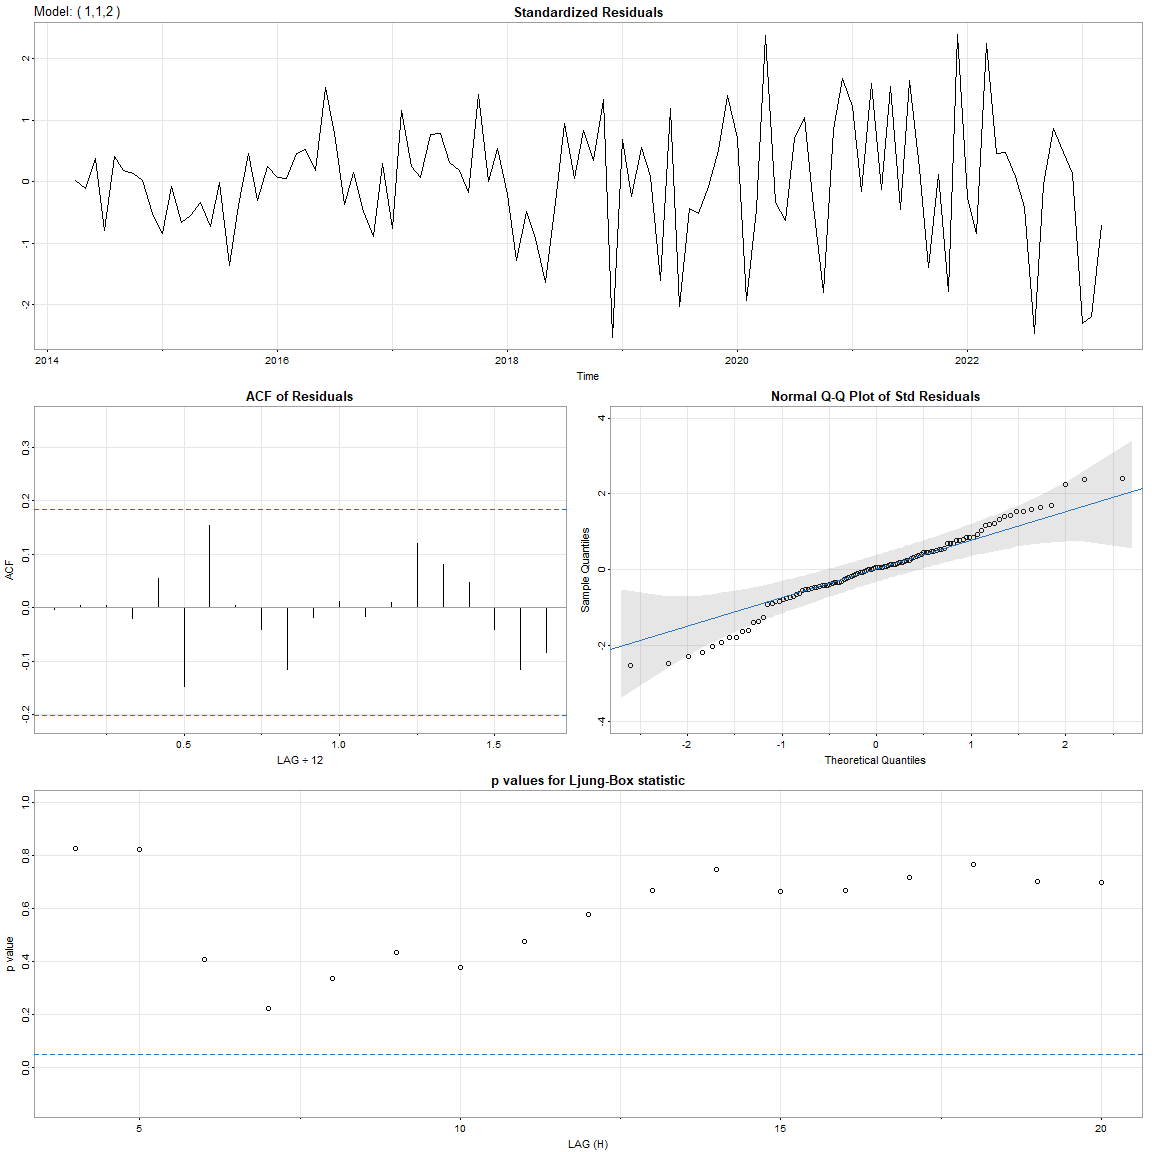 Model: ( 1,1,2 )
Standardized Residuals
2
1
0
-1
-2
2014 2016 2018 2020 2022
Time
ACF of Residuals
0.3
0.2
0.1
0.0
-0.1
-0.2
ACF
0.5 1.0 1.5
LAG ÷ 12
Normal Q-Q Plot of Std Residuals
4
2
0
-2
-4
Sample Quantiles
-2 -1 0 1 2
Theoretical Quantiles
p values for Ljung-Box statistic
1.0
0.8
0.6
0.4
0.2
0.0
p value
5 10 15 20
LAG (H)